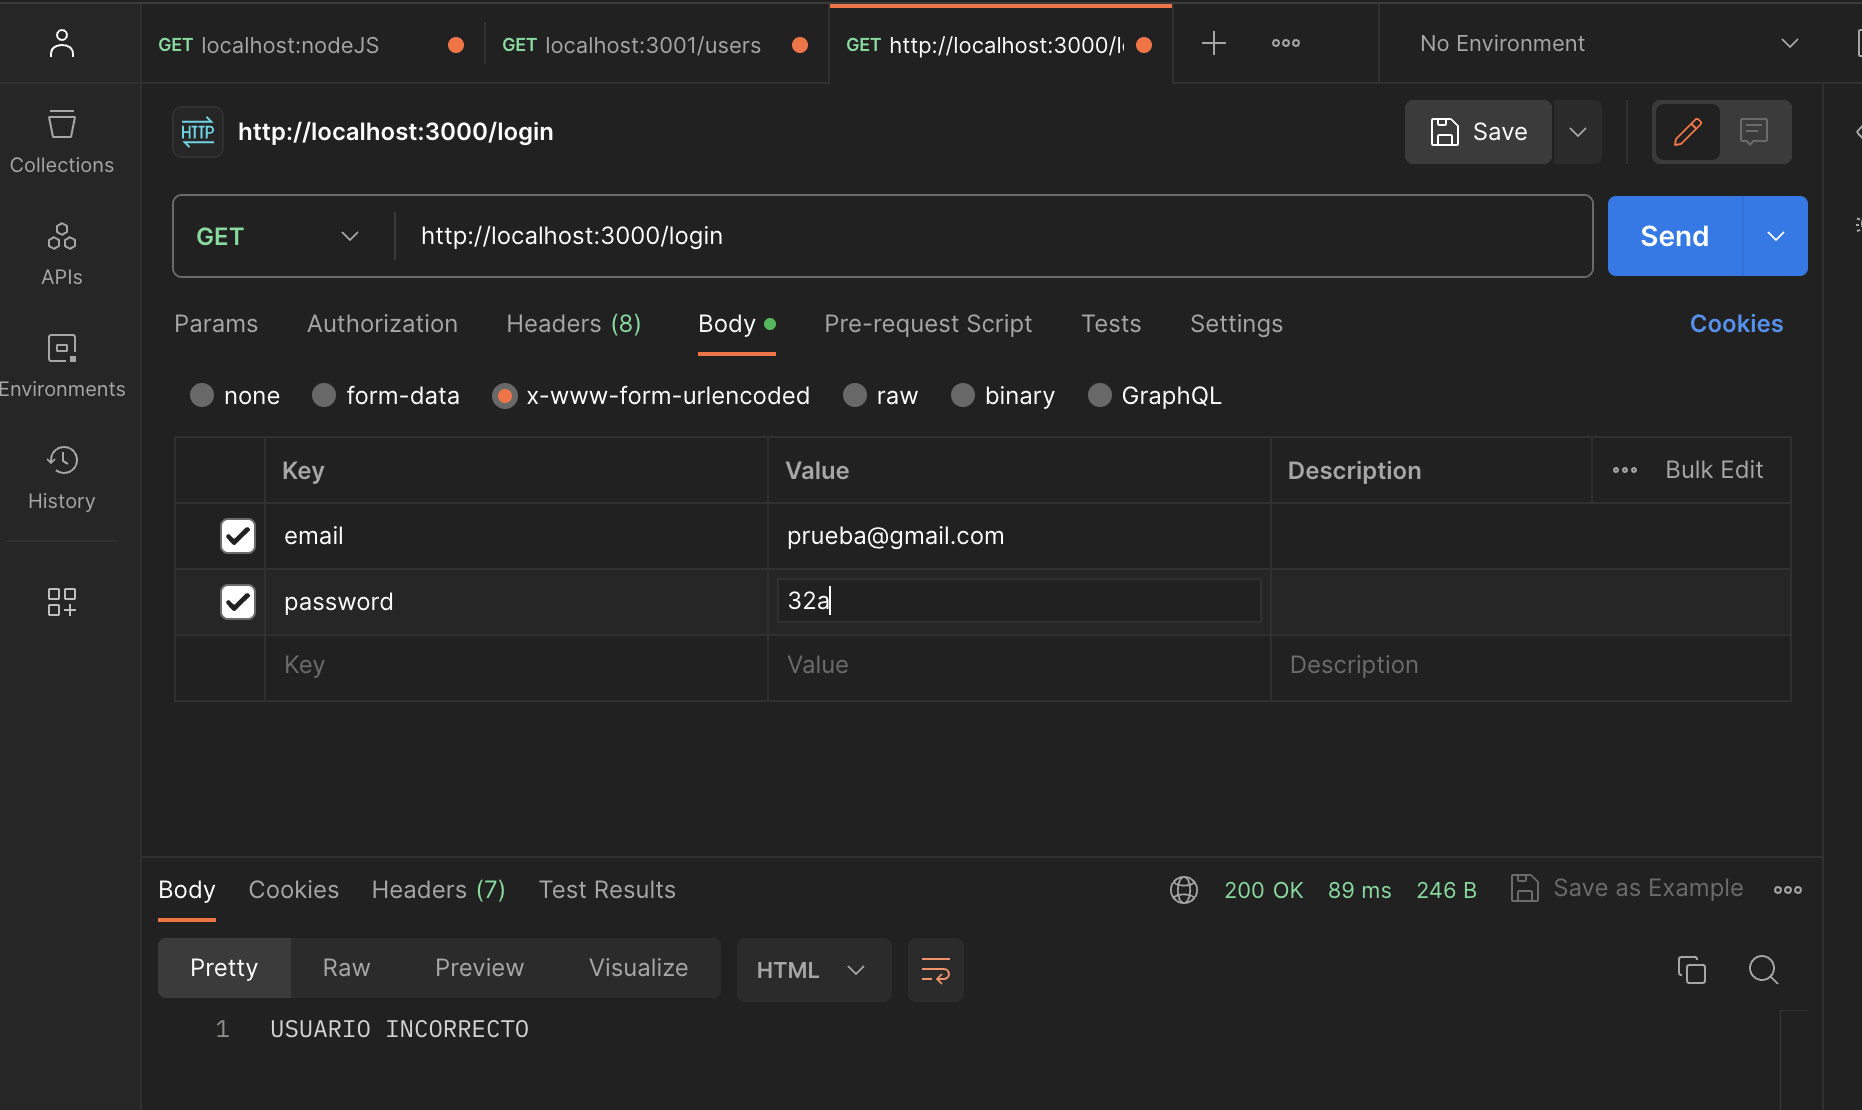 GET localhost:nodeJS
GET localhost:3001/users
GET http://localhost:3000/l
No Environment
Collections
APIs
Environments
History
HTTP http://localhost:3000/login
Save
GET http://localhost:3000/login
Send
Params Authorization Headers (8) Body Pre-request Script Tests Settings Cookies
none form-data x-www-form-urlencoded raw binary GraphQL
Key Value Description Bulk Edit
email prueba@gmail.com
password 32a
Key Value Description
Body Cookies Headers (7) Test Results 200 OK 89 ms 246 B Save as Example
Pretty Raw Preview Visualize HTML
1 USUARIO INCORRECTO